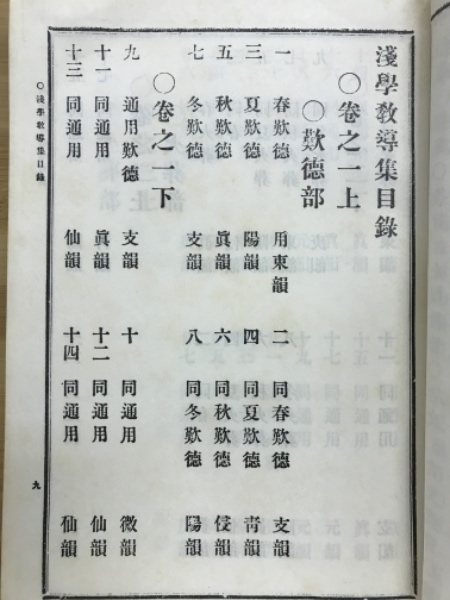 淺學敎導集目錄
〇卷之一上
〇歎德部
一 春歎德 用東韻 二 同春歎德 支韻
三 夏歎德 陽韻 四 同夏歎德 靑韻
五 秋歎德 眞韻 六 同秋歎德 侵韻
七 冬歎德 支韻 八 同冬歎德 陽韻
〇卷之一下
九 通用歎德 支韻 十 同通用 微韻
十一 同通用 眞韻 十二 同通用 仙韻
十三 同通用 仙韻 十四 同通用 仙韻
〇淺學敎導集目錄
九